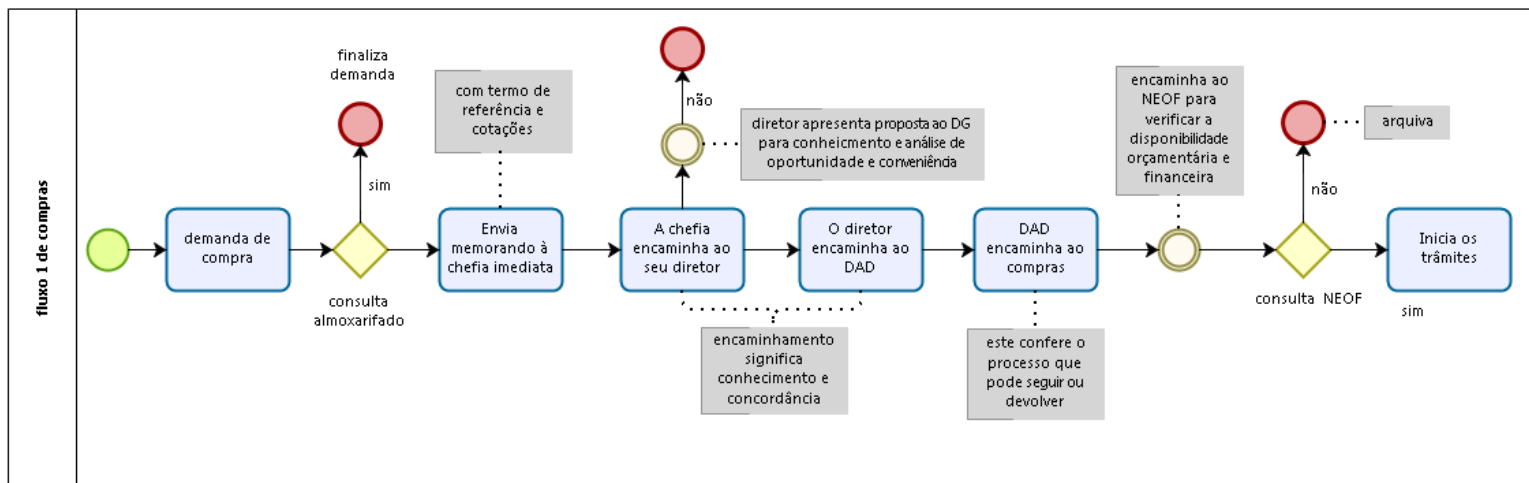 fluxo 1 de compras
finaliza
demanda
sim
demanda de
compra
consulta
almoxarifado
com termo de
referência e
cotações
Envia
memorando à
chefia imediata
não
diretor apresenta proposta ao DG
para conheicmento e análise de
oportunidade e conveniência
A chefia
encaminha ao
seu diretor
O diretor
encaminha ao
DAD
encaminhamento
significa
conhecimento e
concordância
DAD
encaminha ao
compras
este confere o
processo que
pode seguir ou
devolver
encaminha ao
NEOF para
verificar a
disponibilidade
orçamentária e
financeira
arquiva
não
consulta NEOF
Inicia os
trâmites
sim